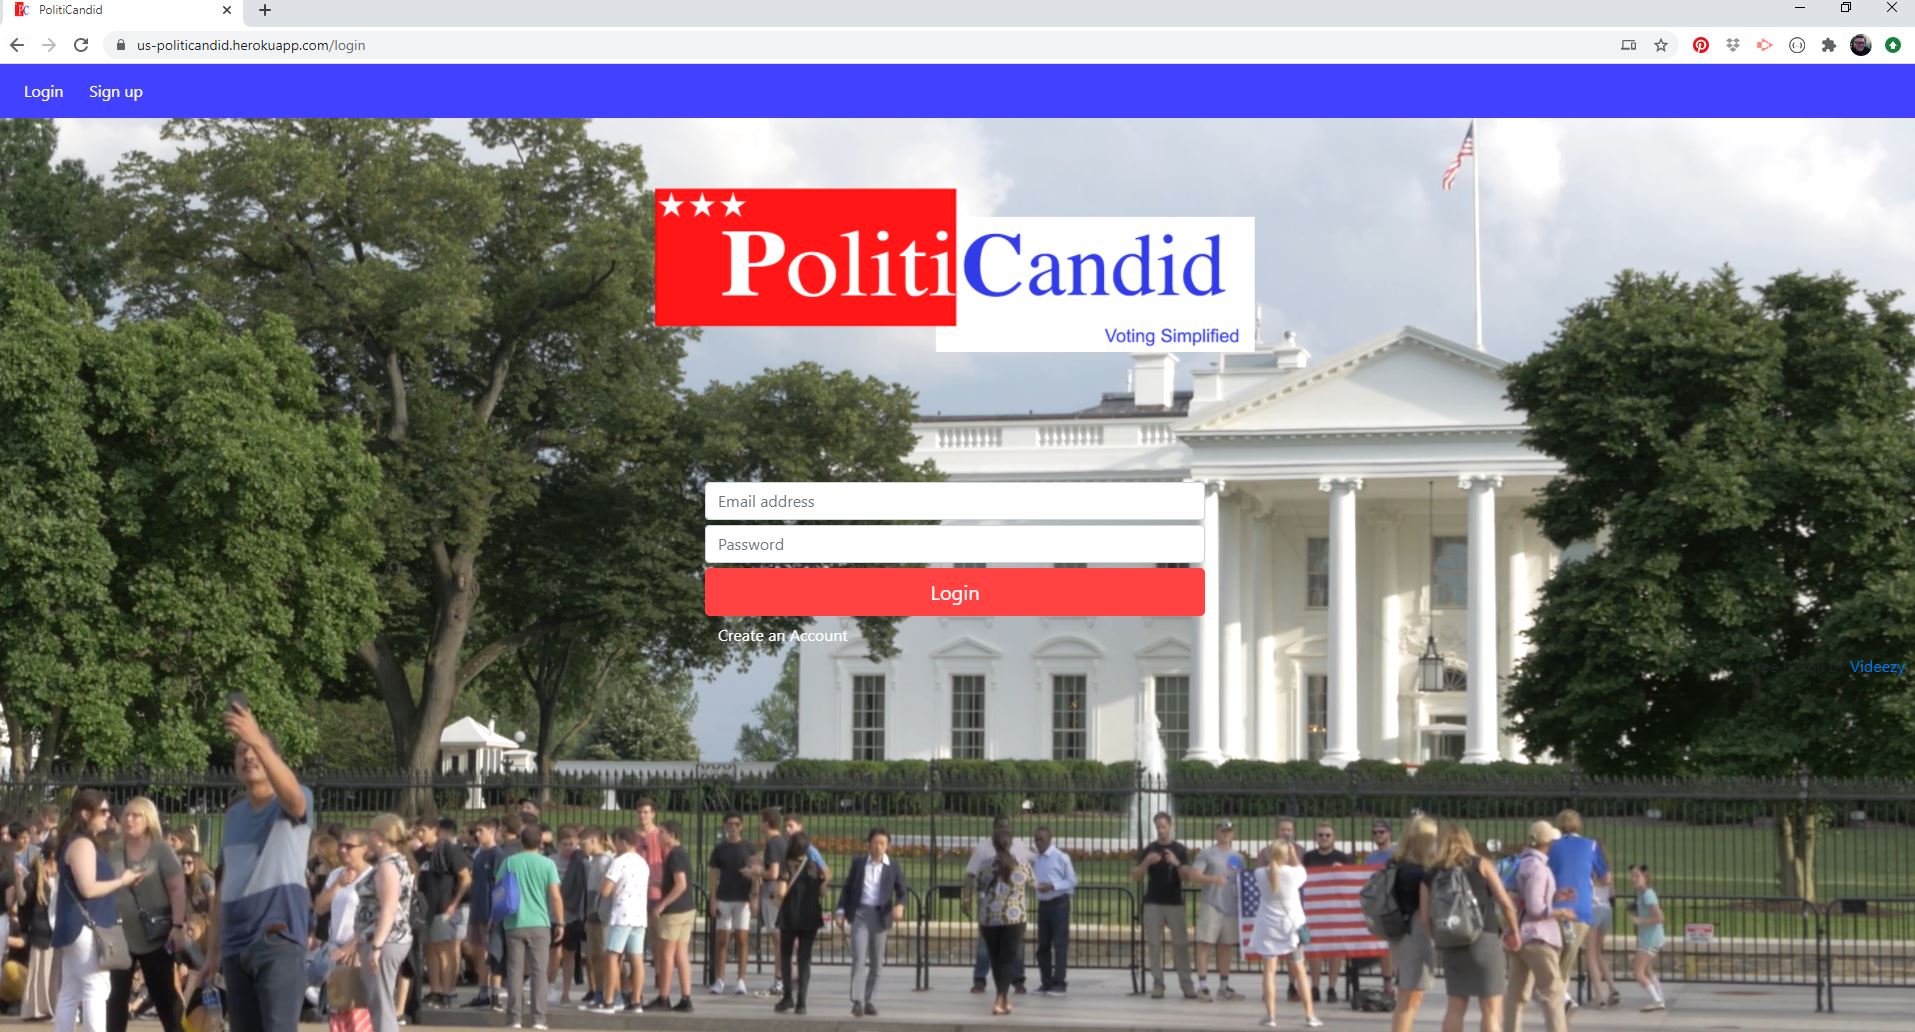 PolitiCandid
us-politicandid.herokuapp.com/login
Login
Sign up
PolitiCandid
Voting Simplified
Email address
Password
Login
Create an Account
by Videezy